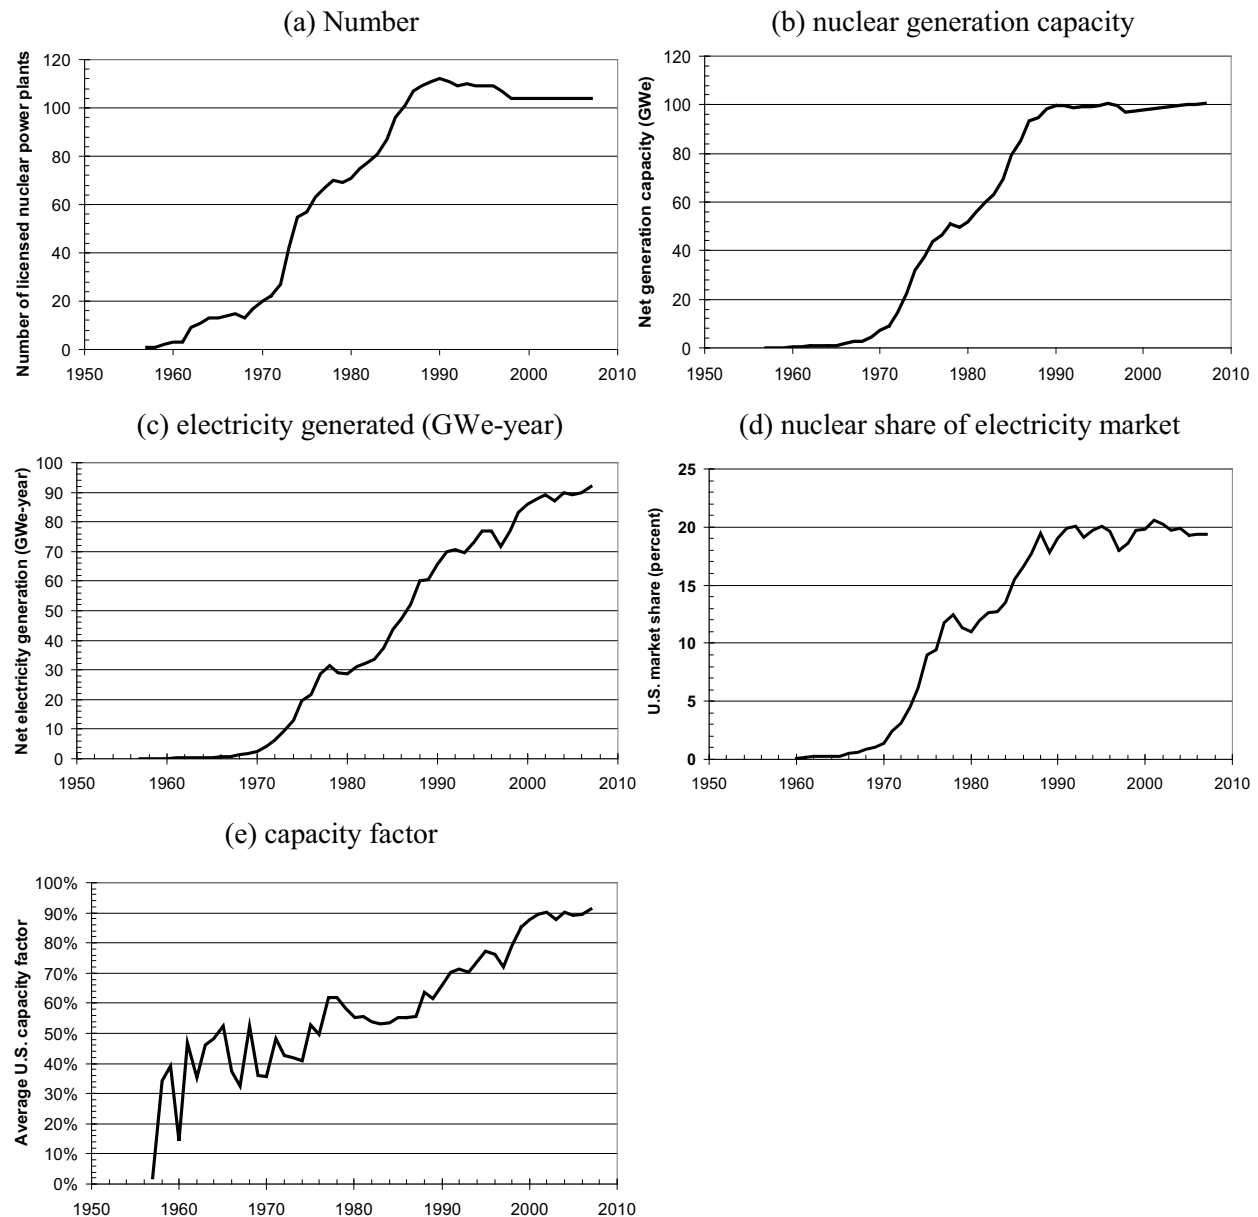 (a) Number
Number of licensed nuclear power plants
120
100
80
60
40
20
0
1950 1960 1970 1980 1990 2000 2010
(b) nuclear generation capacity
Net generation capacity (GWe)
120
100
80
60
40
20
0
1950 1960 1970 1980 1990 2000 2010
(c) electricity generated (GWe-year)
Net electricity generation (GWe-year)
100
90
80
70
60
50
40
30
20
10
0
1950 1960 1970 1980 1990 2000 2010
(d) nuclear share of electricity market
U.S. market share (percent)
25
20
15
10
5
0
1950 1960 1970 1980 1990 2000 2010
(e) capacity factor
Average U.S. capacity factor
100%
90%
80%
70%
60%
50%
40%
30%
20%
10%
0%
1950 1960 1970 1980 1990 2000 2010